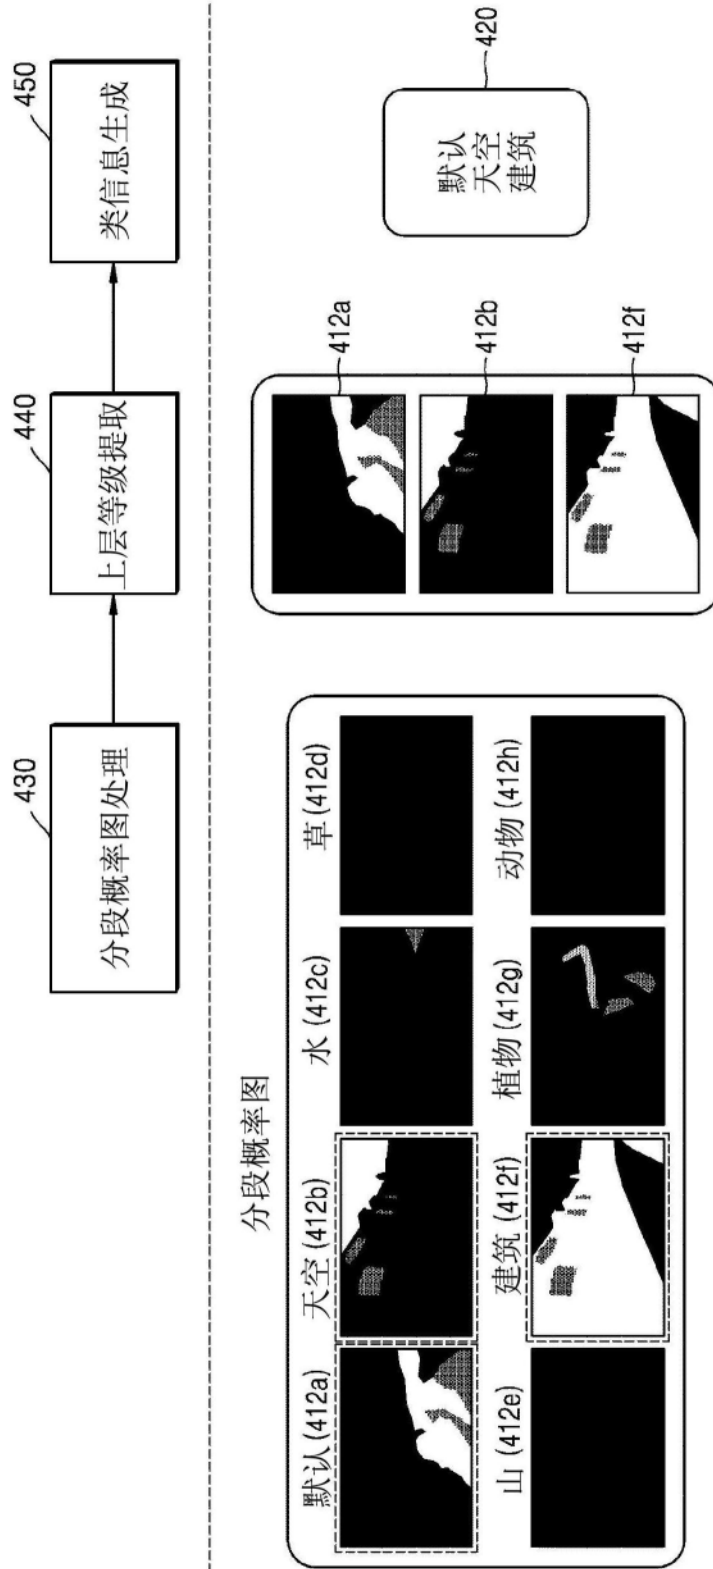 430
分段概率图处理
440
上层等级提取
450
类信息生成
分段概率图
默认(412a)
天空(412b)
水(412c)
草(412d)
山(412e)
建筑(412f)
植物(412g)
动物(412h)
412a
412b
412f
420
默认
天空
建筑